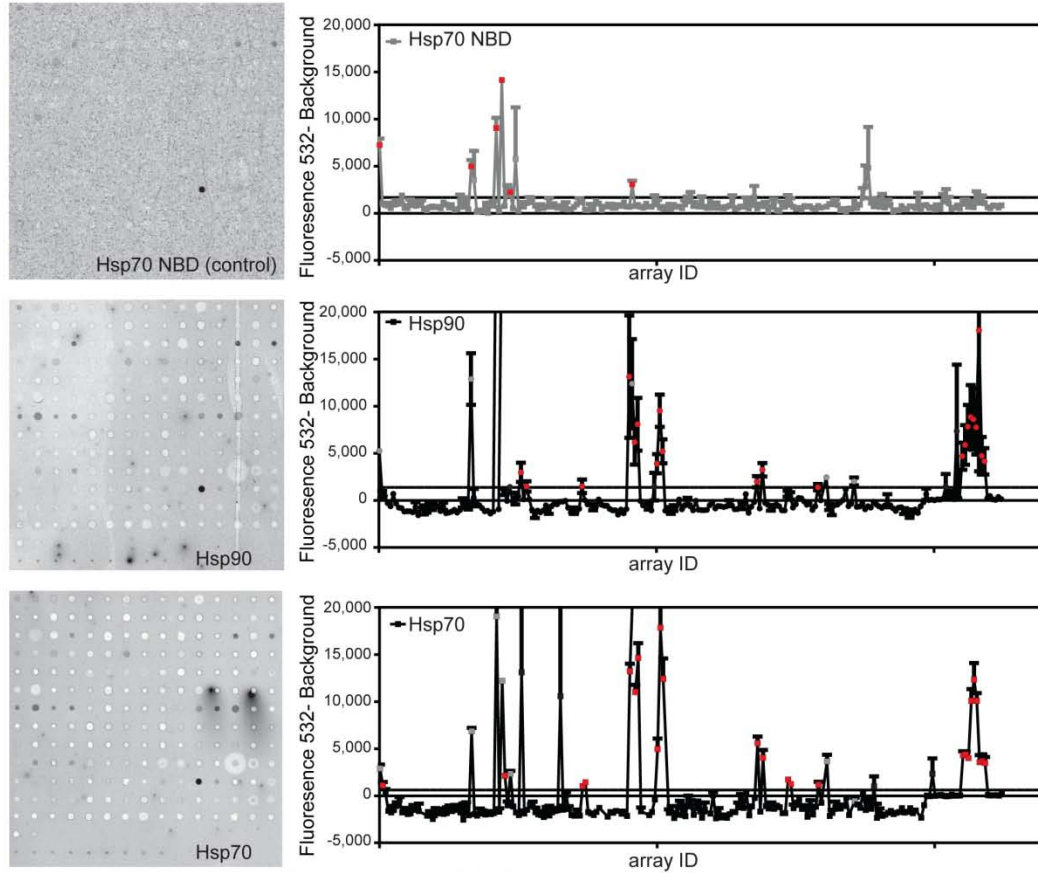 Hsp70 NBD (control)
Fluoresence 532- Background
20,000
15,000
10,000
5,000
0
-5,000
Hsp70 NBD
array ID
Hsp90
Fluoresence 532- Background
20,000
15,000
10,000
5,000
0
-5,000
Hsp90
array ID
Hsp70
Fluoresence 532- Background
20,000
15,000
10,000
5,000
0
-5,000
Hsp70
array ID